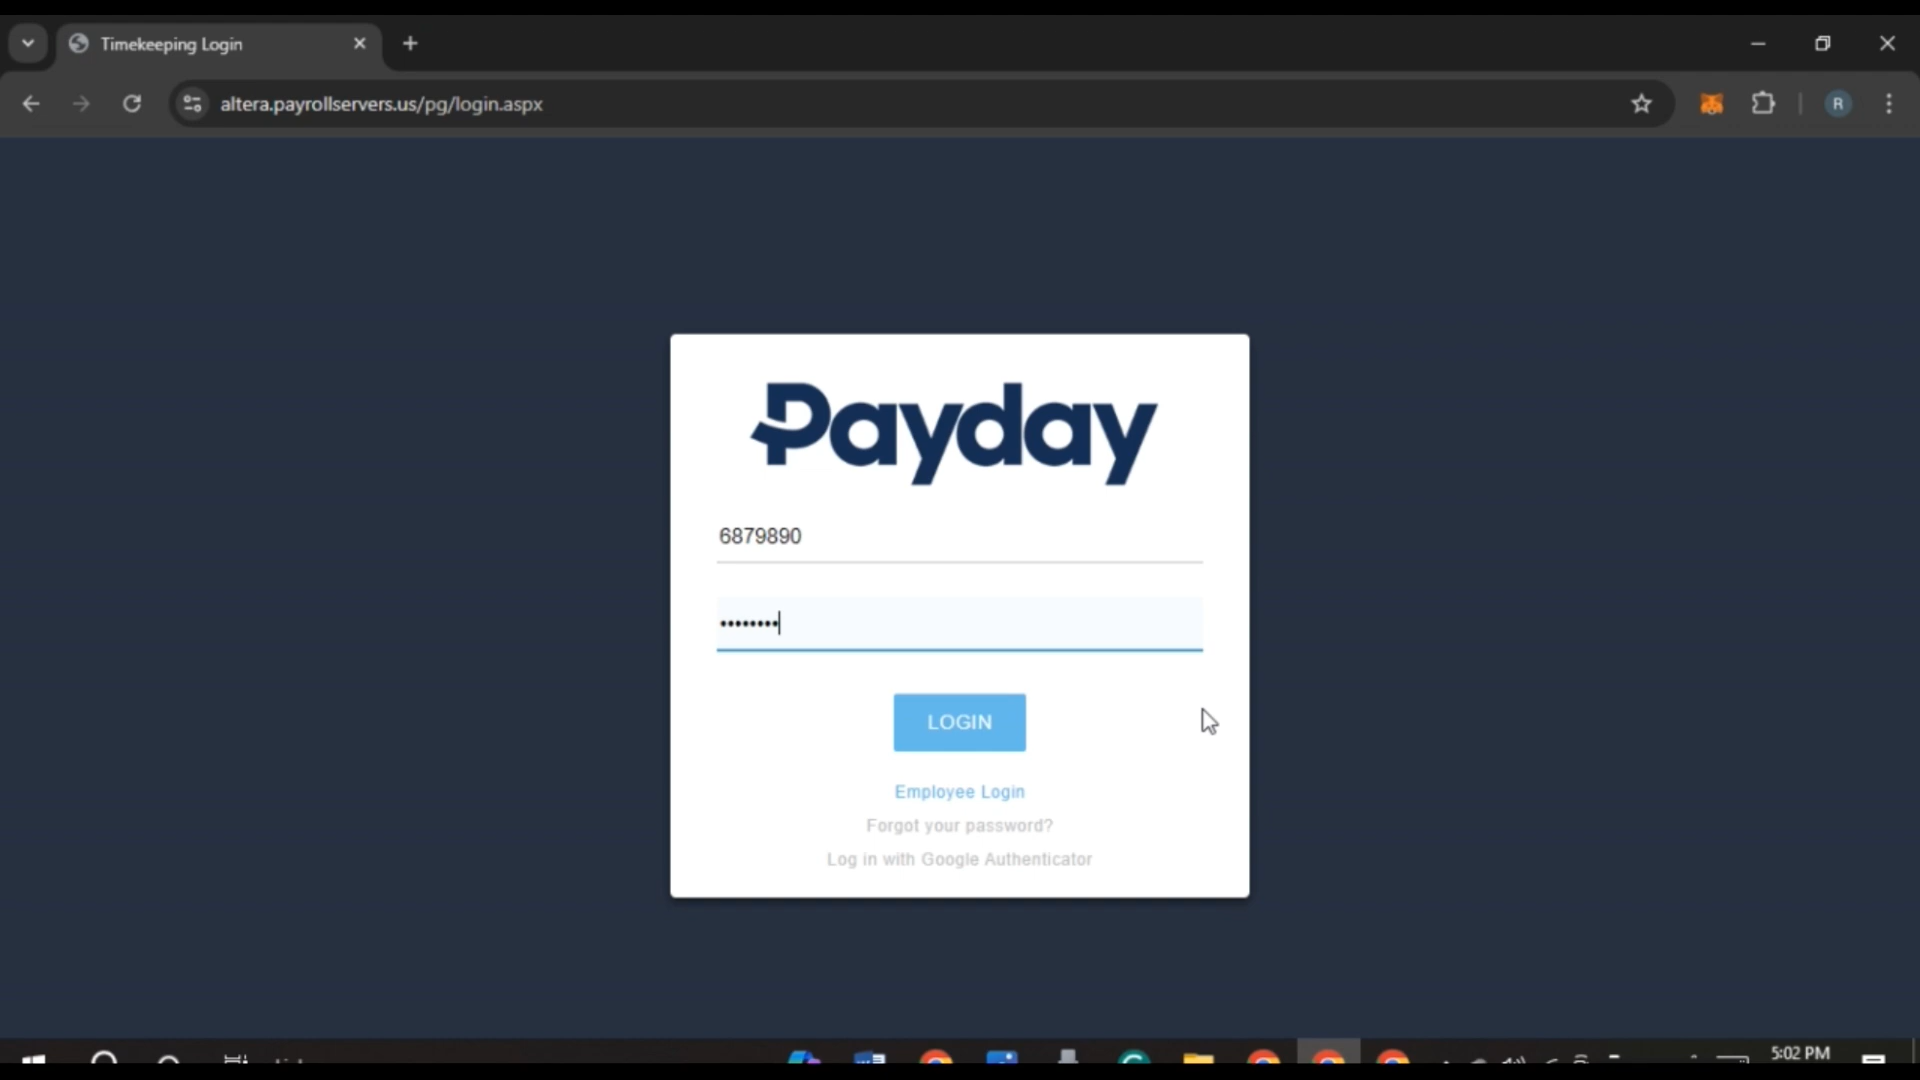 Timekeeping Login
altera.payrollservers.us/pg/login.aspx
R
Payday
6879890
••••••••
LOGIN
Employee Login
Forgot your password?
Log in with Google Authenticator
5:02 PM